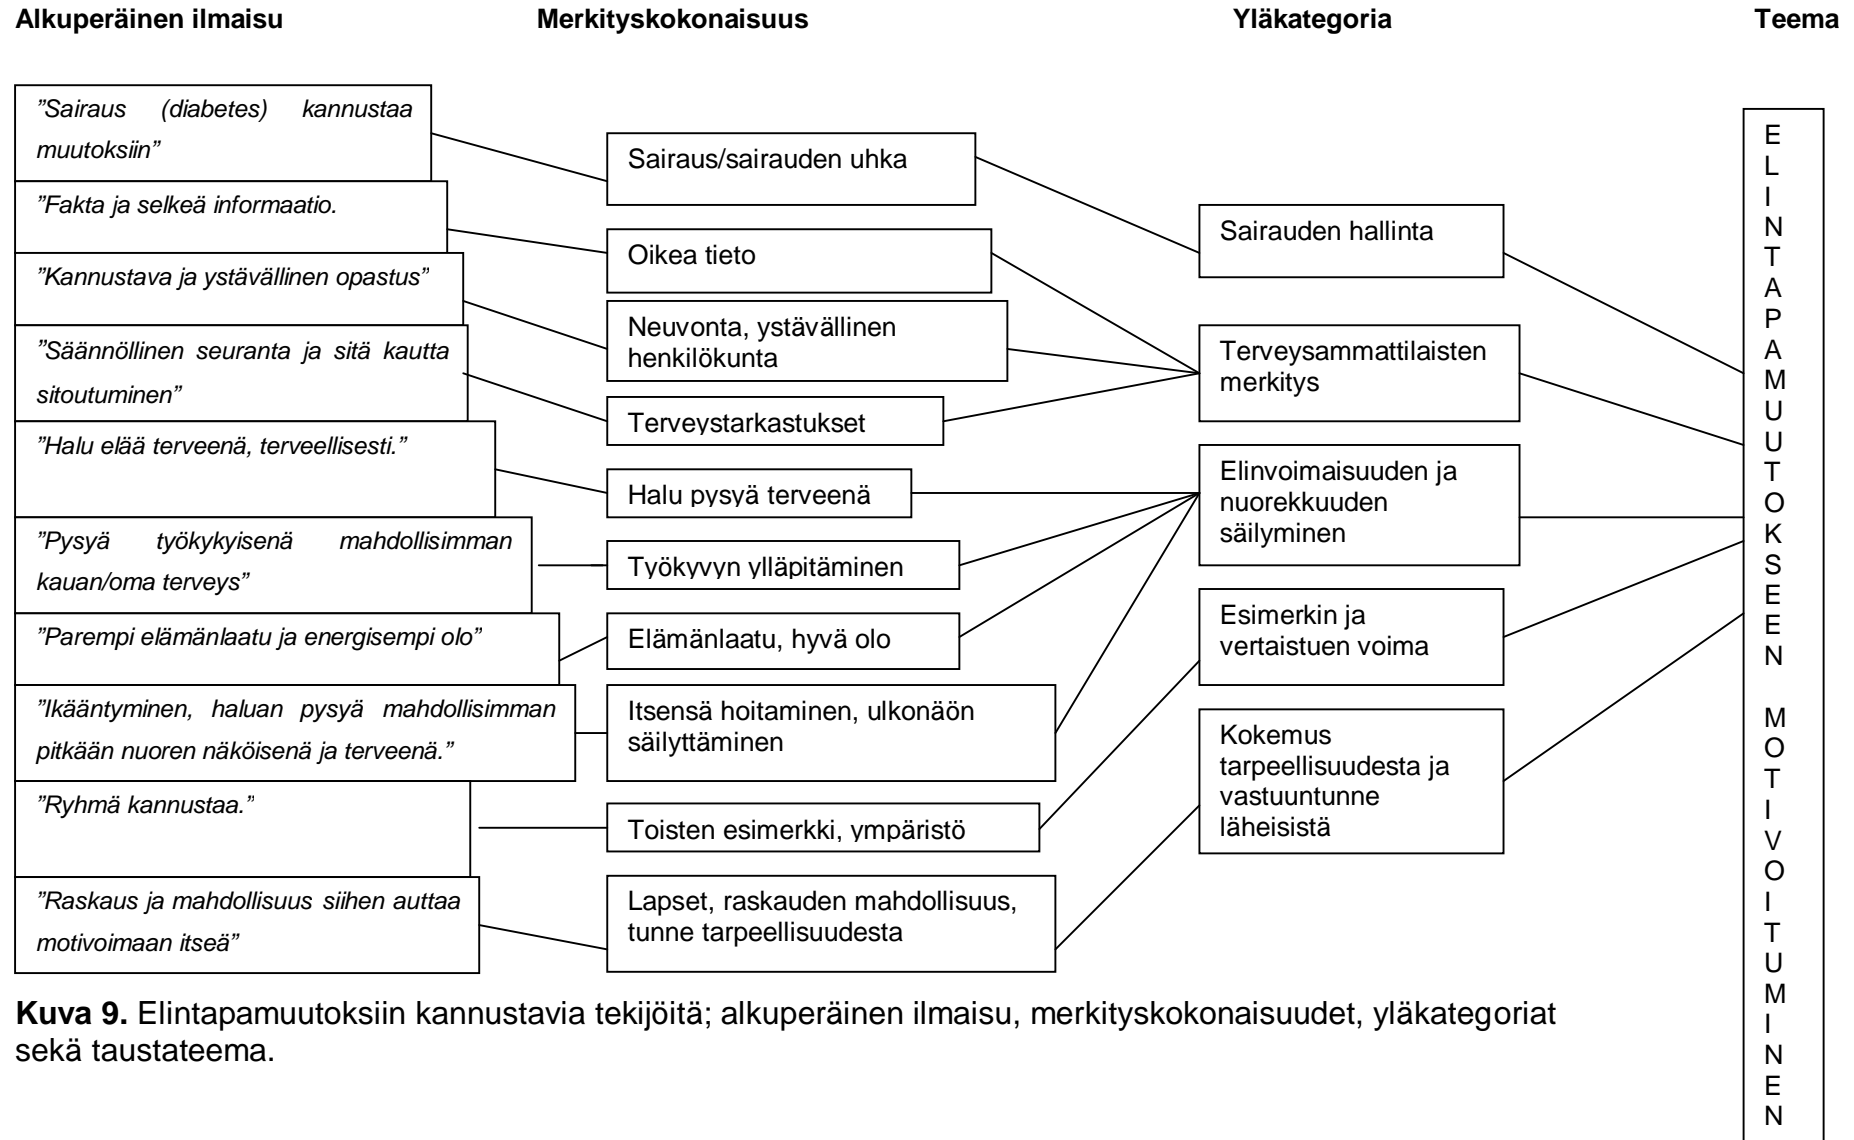 Alkuperäinen ilmaisu
Merkityskokonaisuus
Yläkategoria
Teema
”Sairaus (diabetes) kannustaa
muutoksiin”
”Fakta ja selkeä informaatio.
”Kannustava ja ystävällinen opastus”
”Säännöllinen seuranta ja sitä kautta
sitoutuminen”
”Halu elää terveenä, terveellisesti.”
”Pysyä työkykyisenä mahdollisimman
kauan/oma terveys”
”Parempi elämänlaatu ja energisempi olo”
”Ikääntyminen, haluan pysyä mahdollisimman
pitkään nuoren näköisenä ja terveenä.”
”Ryhmä kannustaa.”
”Raskaus ja mahdollisuus siihen auttaa
motivoimaan itseä”
Sairaus/sairauden uhka
Oikea tieto
Neuvonta, ystävällinen
henkilökunta
Terveystarkastukset
Halu pysyä terveenä
Työkyvyn ylläpitäminen
Elämänlaatu, hyvä olo
Itsensä hoitaminen, ulkonäön
säilyttäminen
Toisten esimerkki, ympäristö
Lapset, raskauden mahdollisuus,
tunne tarpeellisuudesta
Sairauden hallinta
Terveysammattilaisten
merkitys
Elinvoimaisuuden ja
nuorekkuuden
säilyminen
Esimerkin ja
vertaistuen voima
Kokemus
tarpeellisuudesta ja
vastuuntunne
läheisistä
E
L
I
N
T
A
P
A
M
U
U
T
O
K
S
E
E
N
M
O
T
I
V
O
I
T
U
M
I
N
E
N
Kuva 9. Elintapamuutoksiin kannustavia tekijöitä; alkuperäinen ilmaisu, merkityskokonaisuudet, yläkategoriat
sekä taustateema.